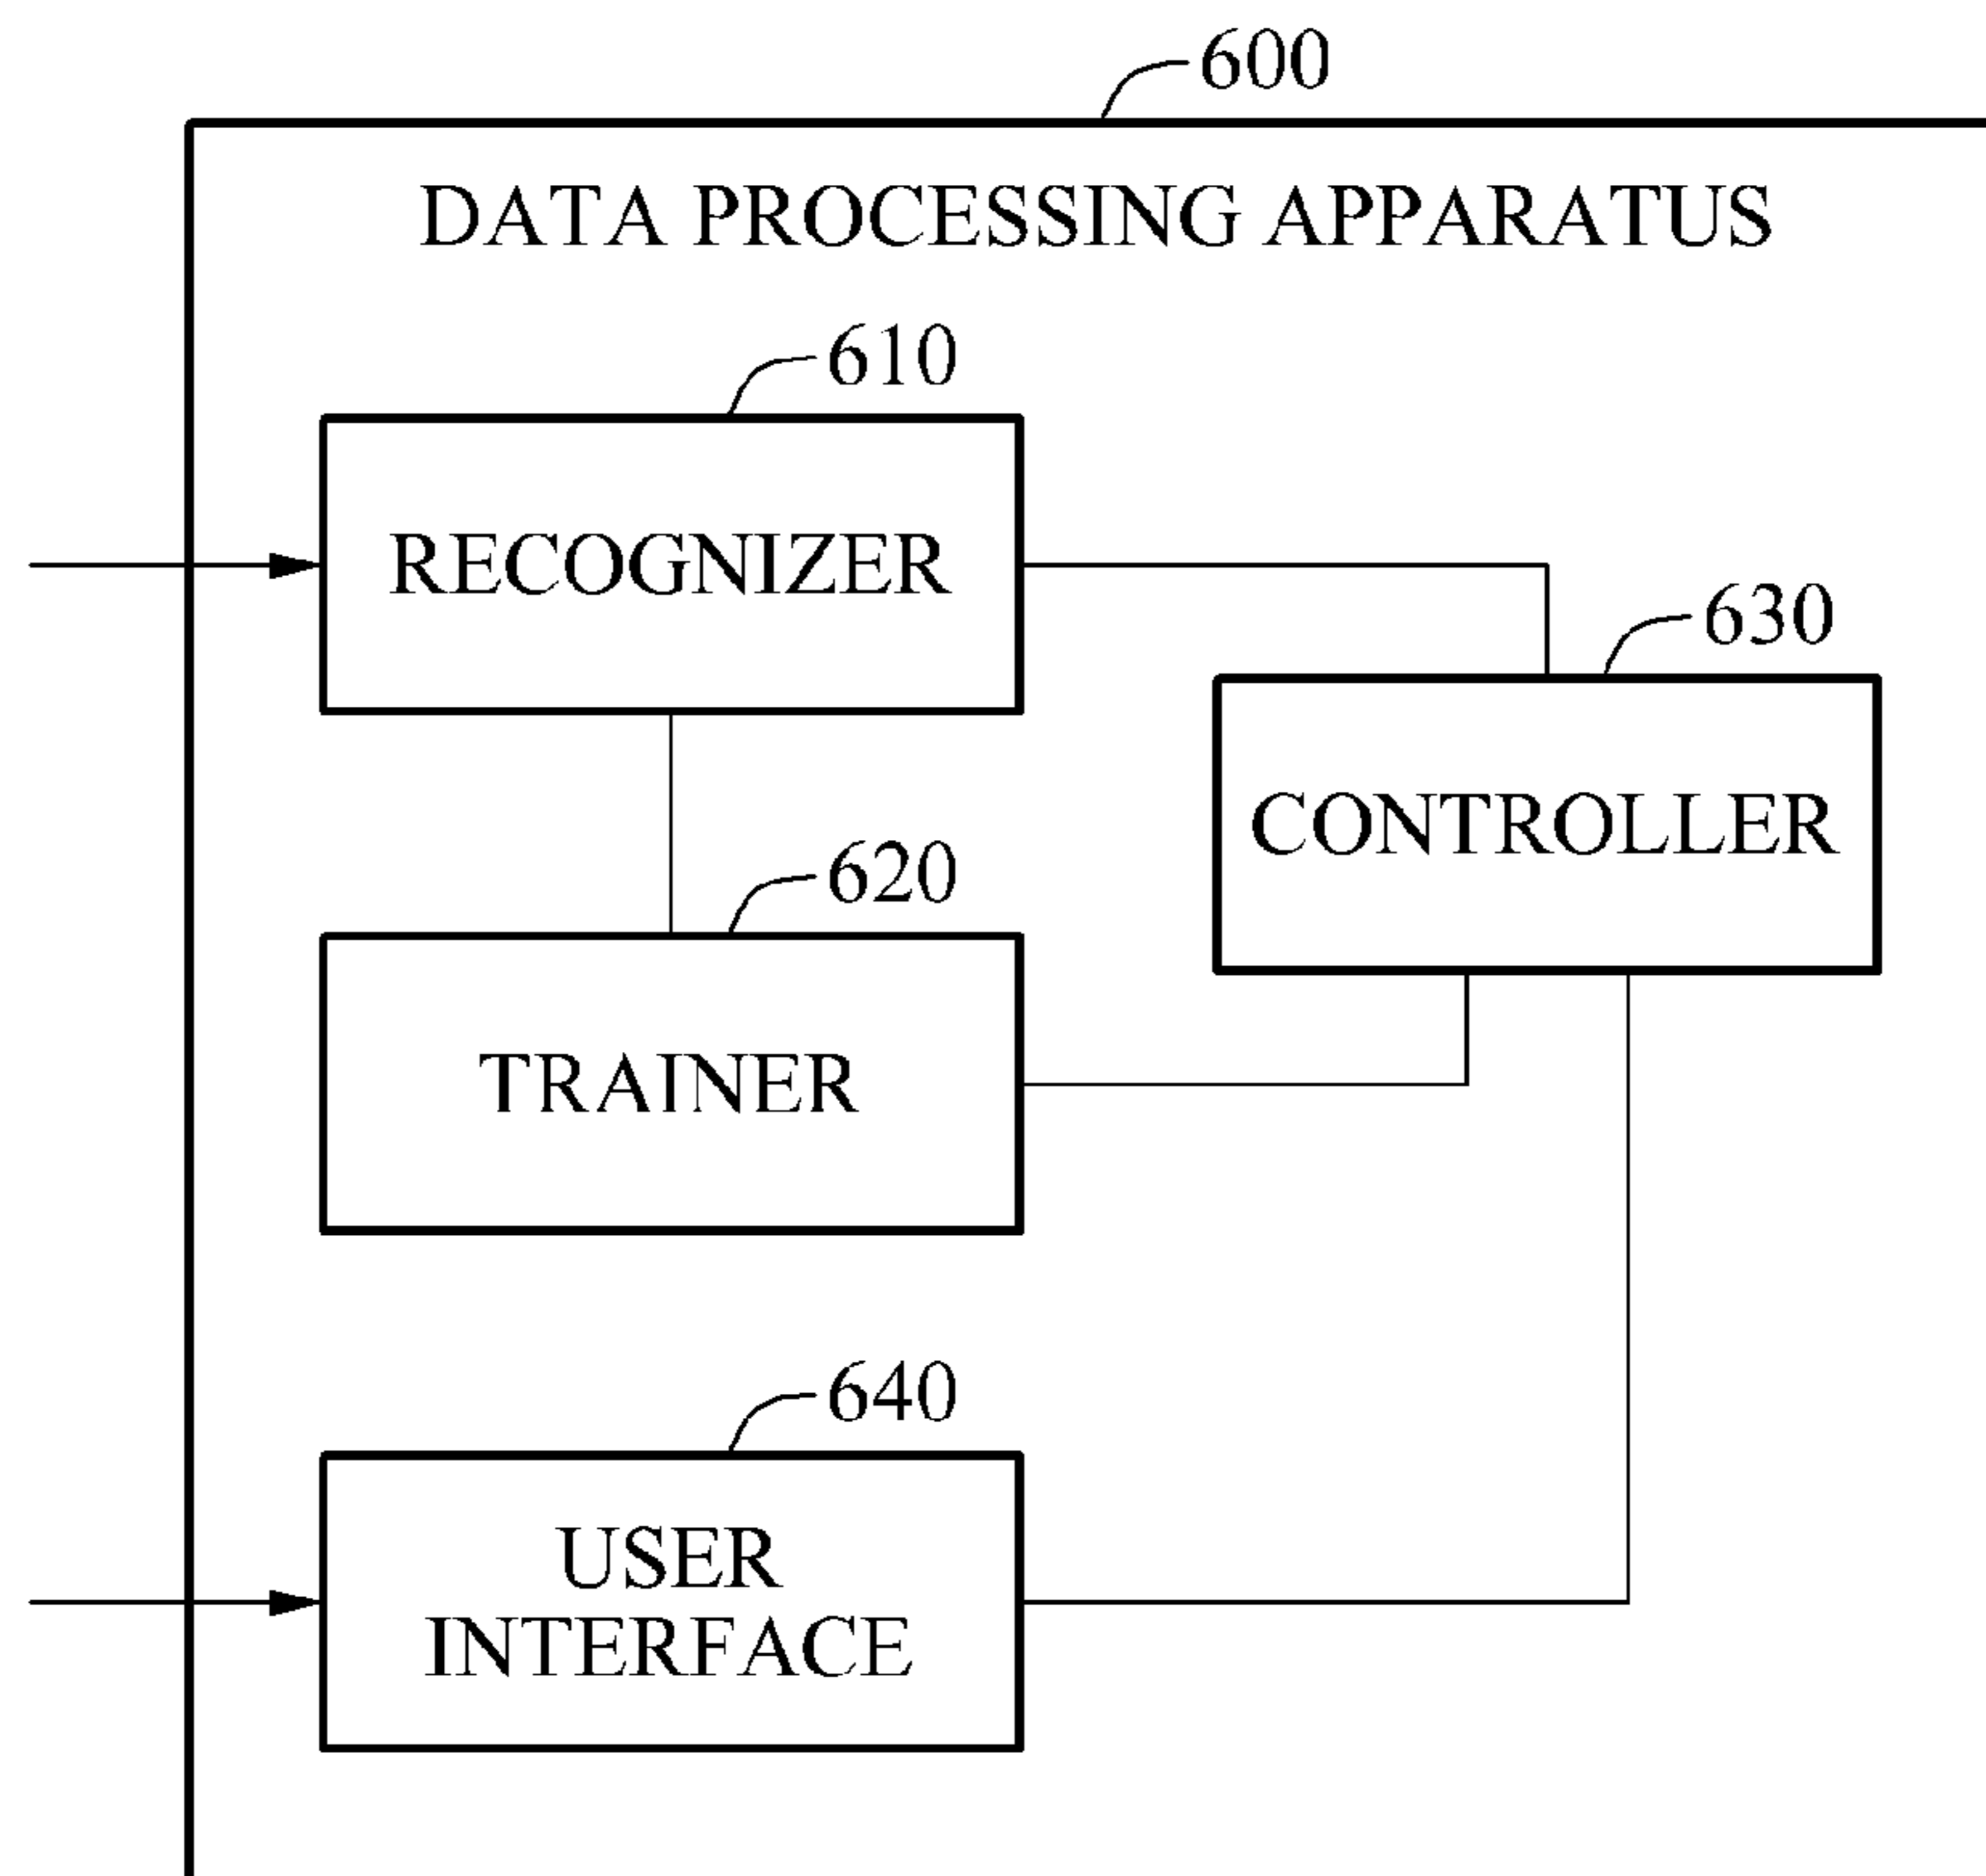 600
DATA PROCESSING APPARATUS
610
RECOGNIZER
630
CONTROLLER
620
TRAINER
640
USER
INTERFACE